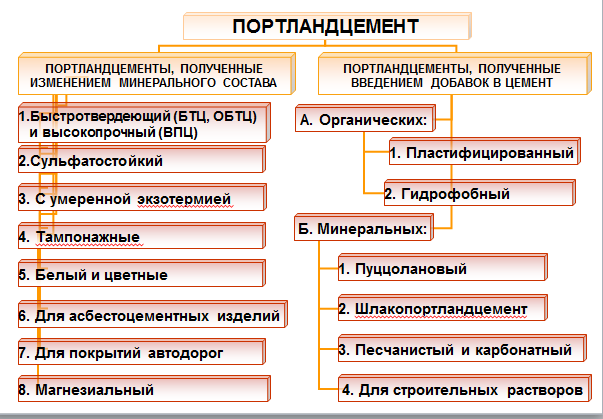 ПОРТЛАНДЦЕМЕНТ
ПОРТЛАНДЦЕМЕНТЫ, ПОЛУЧЕННЫЕ
ИЗМЕНЕНИЕМ МИНЕРАЛЬНОГО СОСТАВА
1.Быстротвердеющий (БТЦ, ОБТЦ)
и высокопрочный (ВПЦ)
2.Сульфатостойкий
3. С умеренной экзотермией
4. Тампонажные
5. Белый и цветные
6. Для асбестоцементных изделий
7. Для покрытий автодорог
8. Магнезиальный
ПОРТЛАНДЦЕМЕНТЫ, ПОЛУЧЕННЫЕ
ВВЕДЕНИЕМ ДОБАВОК В ЦЕМЕНТ
А. Органических:
1. Пластифицированный
2. Гидрофобный
Б. Минеральных:
1. Пуццолановый
2. Шлакопортландцемент
3. Песчанистый и карбонатный
4. Для строительных растворов